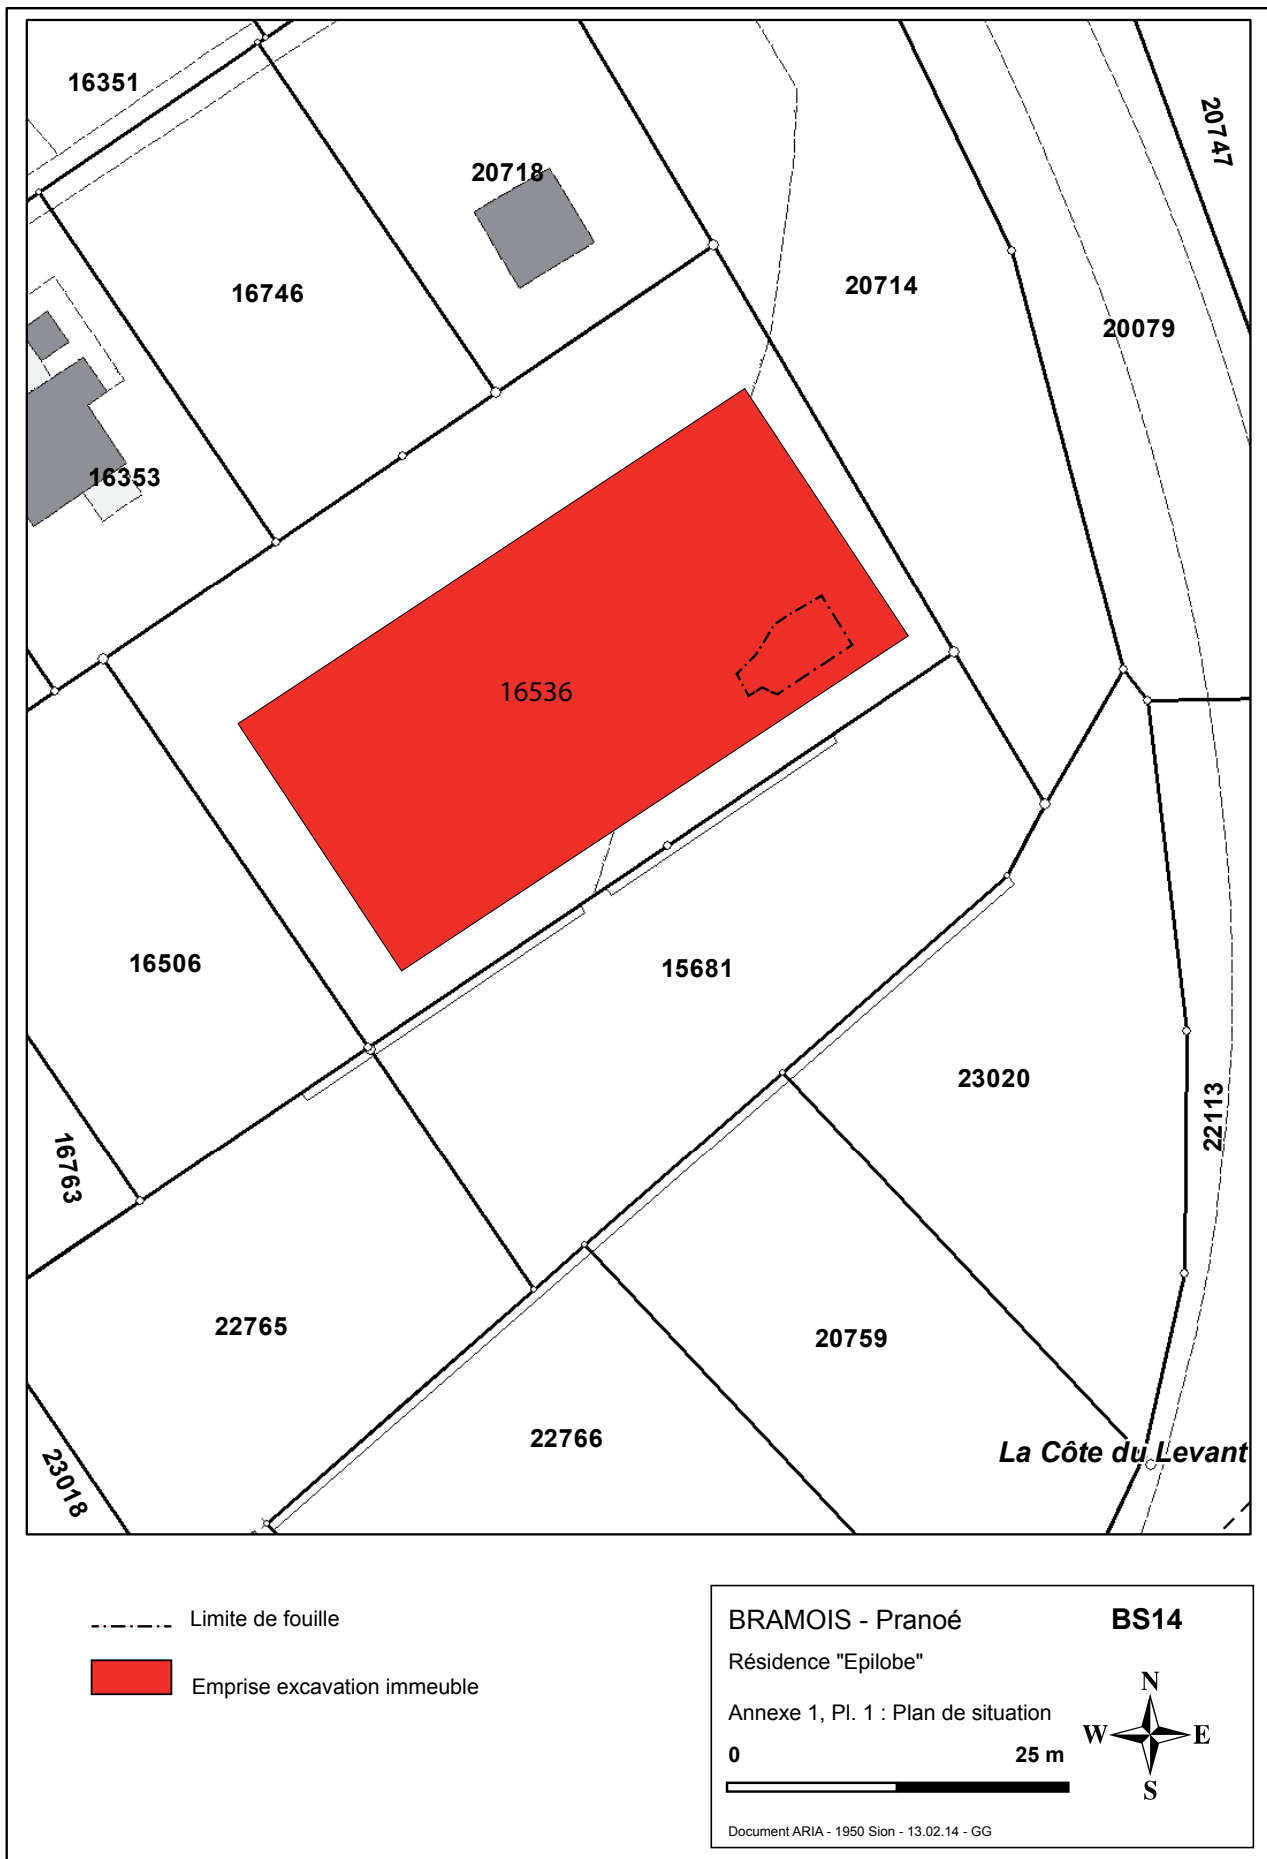 16351
20747
20718
16746
20714
20079
16353
16536
16506
15681
23020
22113
16763
22765
20759
22766
La Côte du Levant
23018
Limite de fouille
Emprise excavation immeuble
BRAMOIS - Pranoé
BS14
Résidence "Epilobe"
Annexe 1, Pl. 1 : Plan de situation
N
W E
S
0 25 m
Document ARIA - 1950 Sion - 13.02.14 - GG